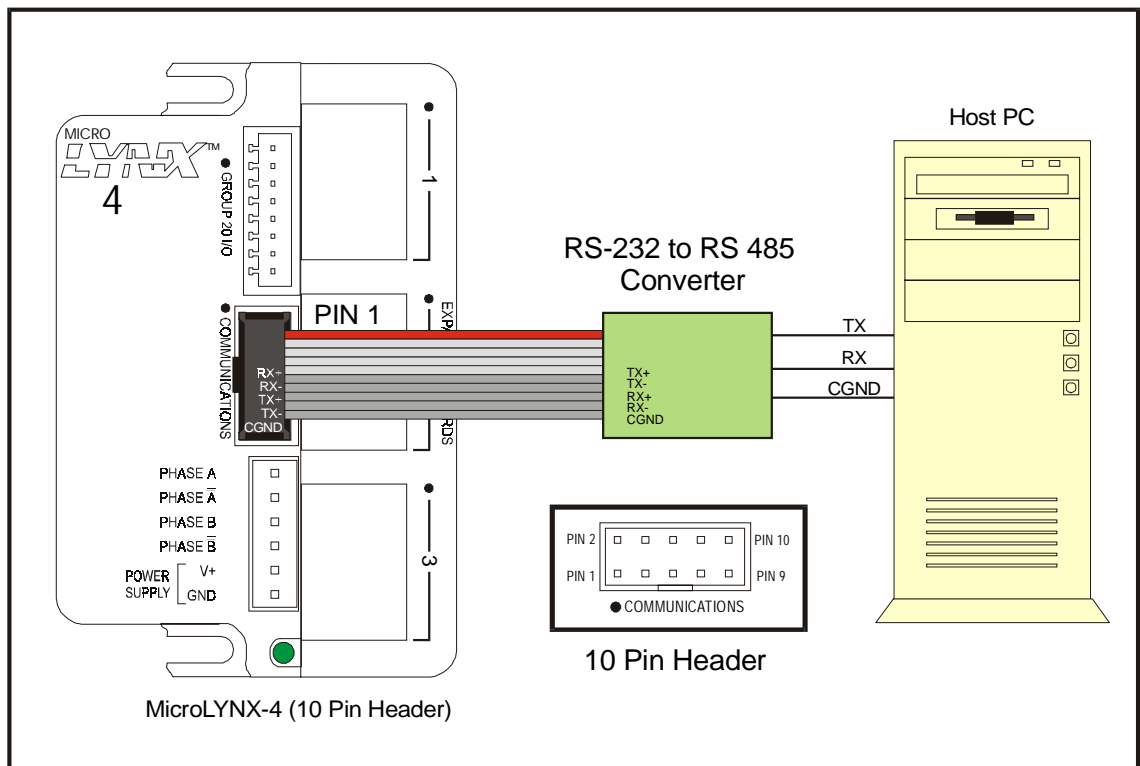 MICRO
LYNX™
4
GROUP 20 I/O
1
Host PC
RS-232 to RS 485
Converter
COMMUNICATIONS
PIN 1
EXPA
RDS
RX+
RX-
TX+
TX-
CGND
TX+
TX-
RX+
RX-
CGND
TX
RX
CGND
PHASE A
PHASE A̅
PHASE B
PHASE B̅
POWER
SUPPLY
V+
GND
3
PIN 2
PIN 10
PIN 1
PIN 9
COMMUNICATIONS
10 Pin Header
MicroLYNX-4 (10 Pin Header)